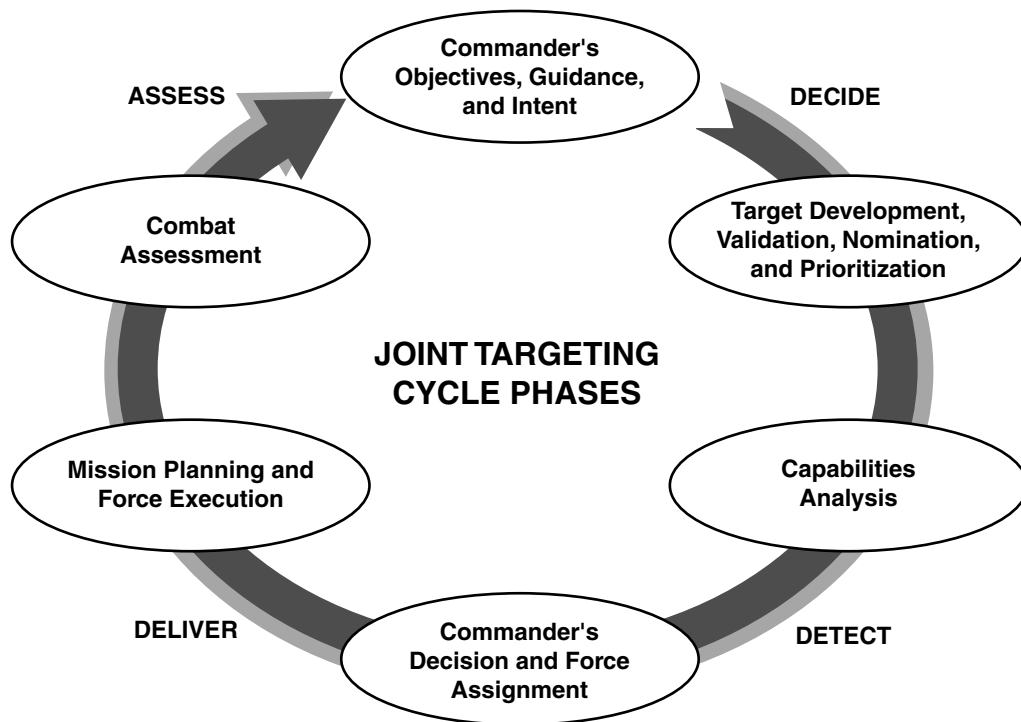 Commander's
Objectives, Guidance,
and Intent
ASSESS
DECIDE
Combat
Assessment
Target Development,
Validation, Nomination,
and Prioritization
JOINT TARGETING
CYCLE PHASES
Mission Planning and
Force Execution
Capabilities
Analysis
DELIVER
Commander's
Decision and Force
Assignment
DETECT